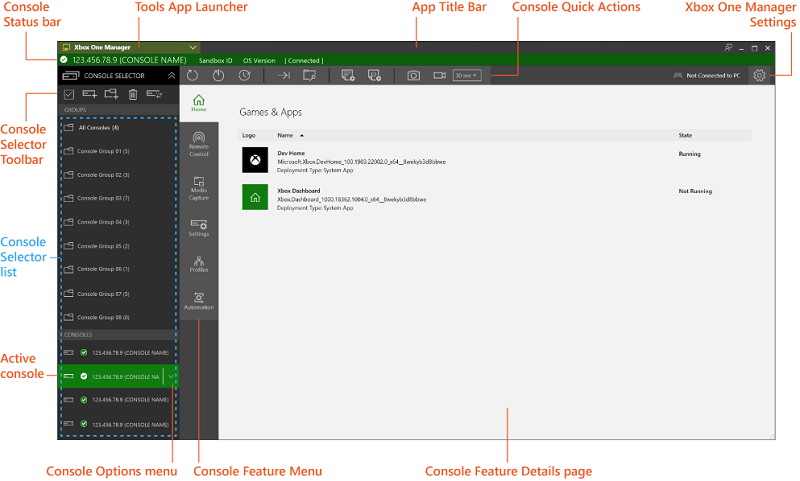 Console
Status bar
Tools App Launcher
App Title Bar
Console Quick Actions
Xbox One Manager
Settings
Xbox One Manager
123.456.78.9 (CONSOLE NAME) Sandbox ID OS Version [ Connected ]
CONSOLE SELECTOR
30 sec
Not Connected to PC
Console
Selector
Toolbar
GROUPS
All Consoles (4)
Console Group 01 (5)
Console Group 02 (3)
Console Group 03 (7)
Console Group 04 (3)
Console Group 05 (2)
Console Group 06 (1)
Console Group 07 (5)
Console Group 08 (0)
Console
Selector
list
CONSOLES
123.456.78.9 (CONSOLE NAME)
123.456.78.9 (CONSOLE NA
123.456.78.9 (CONSOLE NAME)
123.456.78.9 (CONSOLE NAME)
Active
console
Home
Remote
Control
Media
Capture
Settings
Profiles
Automation
Games & Apps
Logo Name State
Dev Home Running
Microsoft.Xbox.DevHome_100.1903.22002.0_x64__8wekyb3d8bbwe
Deployment Type: System App
Xbox Dashboard Not Running
Xbox.Dashboard_1000.18362.1004.0_x64__8wekyb3d8bbwe
Deployment Type: System App
Console Options menu
Console Feature Menu
Console Feature Details page